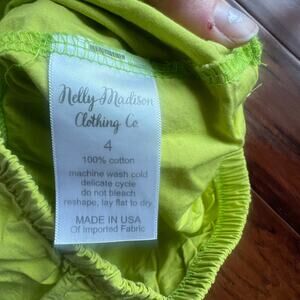 Nelly Madison
Clothing Co.
4
100% cotton
machine wash cold
delicate cycle
do not bleach
reshape, lay flat to dry
MADE IN USA
Of Imported Fabric